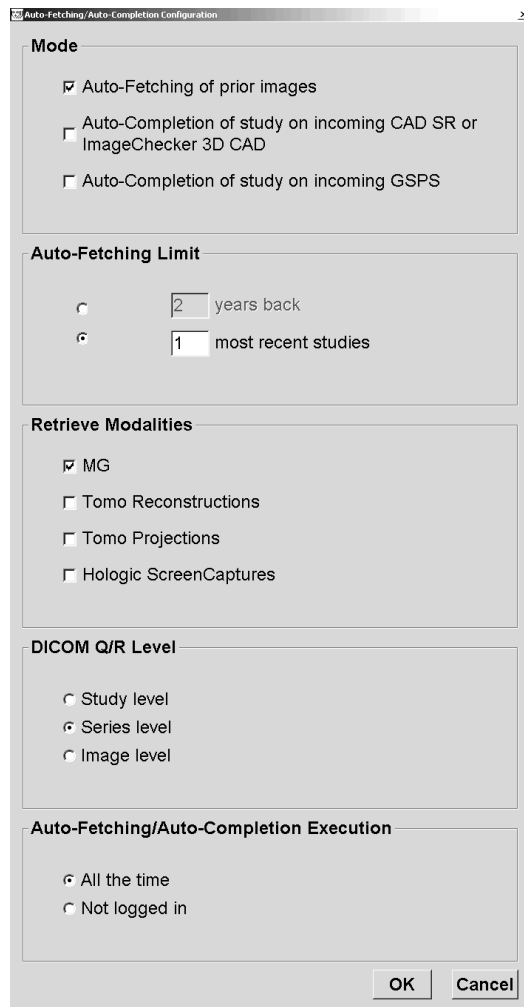 Auto-Fetching/Auto-Completion Configuration
Mode
Auto-Fetching of prior images
Auto-Completion of study on incoming CAD SR or
ImageChecker 3D CAD
Auto-Completion of study on incoming GSPS
Auto-Fetching Limit
2 years back
1 most recent studies
Retrieve Modalities
MG
Tomo Reconstructions
Tomo Projections
Hologic ScreenCaptures
DICOM Q/R Level
Study level
Series level
Image level
Auto-Fetching/Auto-Completion Execution
All the time
Not logged in
OK Cancel